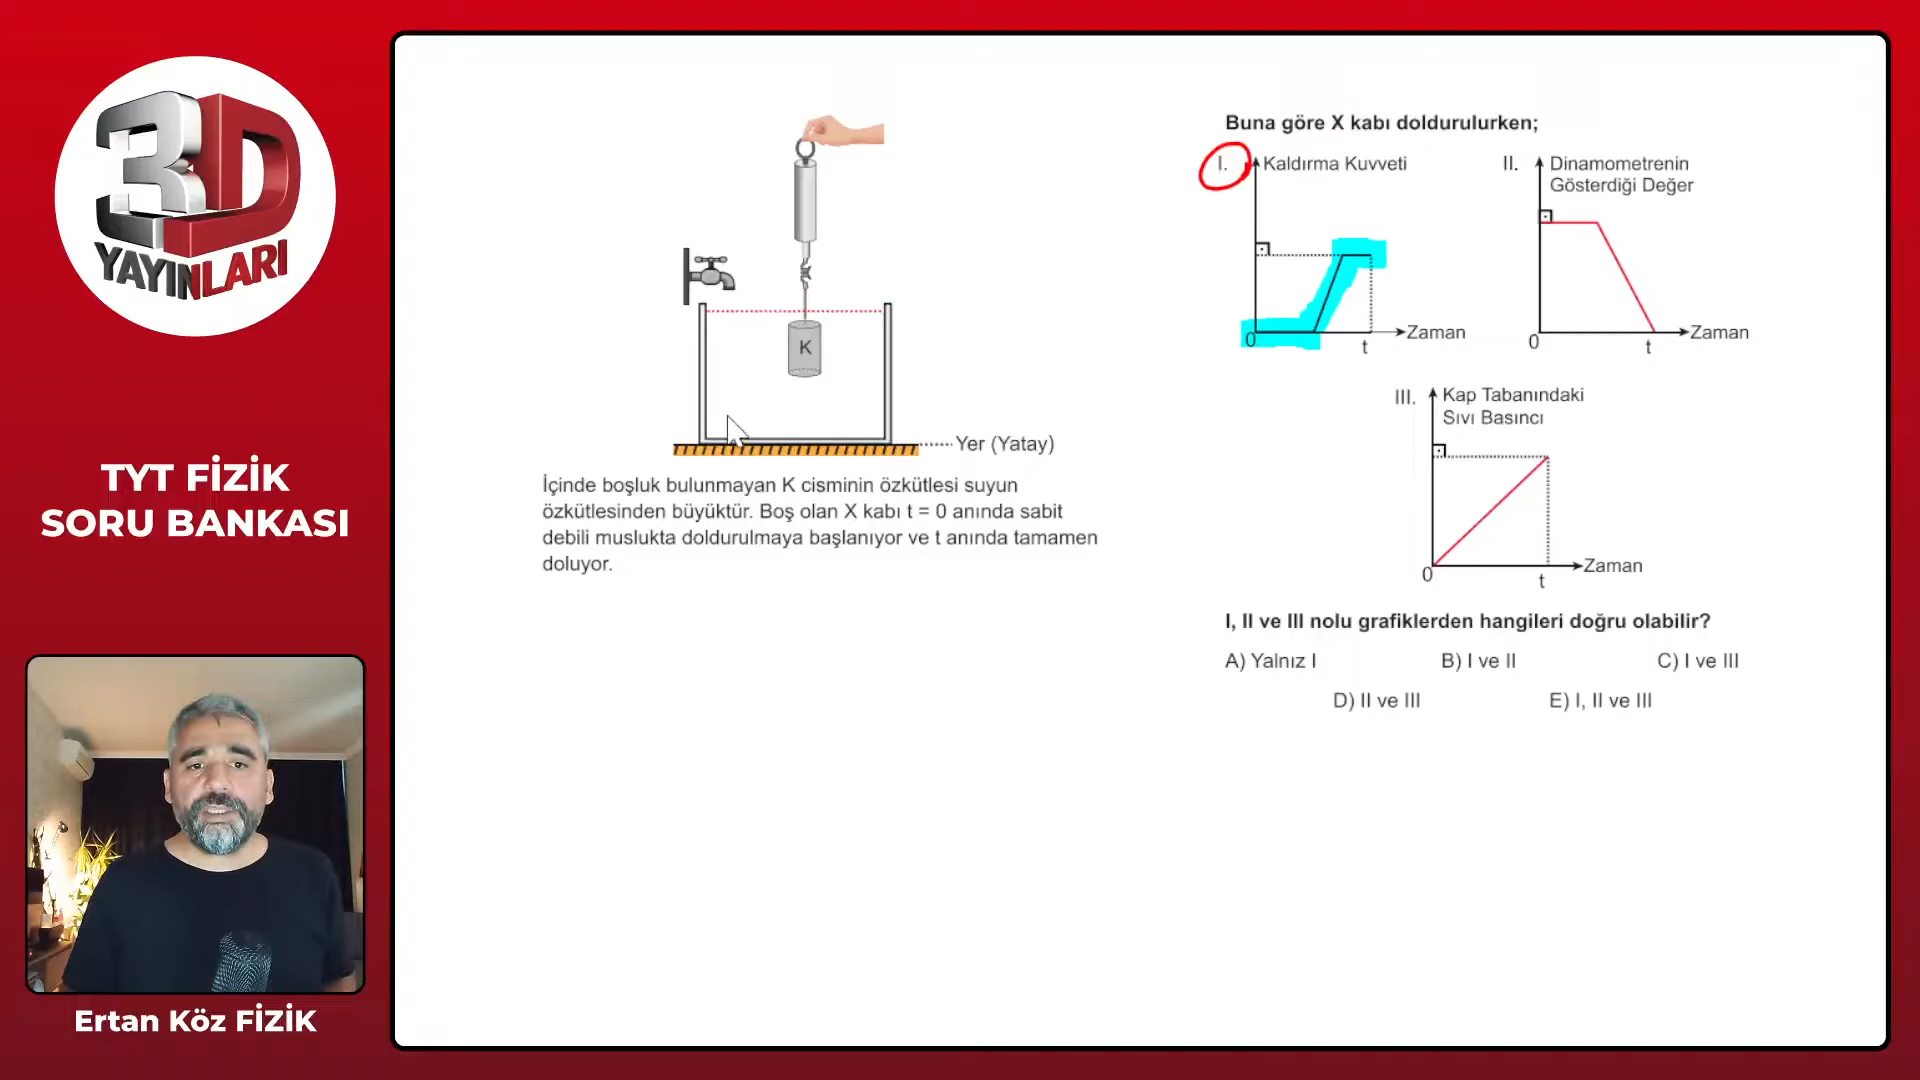 3D
YAYINLARI
TYT FİZİK
SORU BANKASI
Ertan Köz FİZİK
K
Yer (Yatay)
İçinde boşluk bulunmayan K cisminin özkütlesi suyun
özkütlesinden büyüktür. Boş olan X kabı t = 0 anında sabit
debili muslukta doldurulmaya başlanıyor ve t anında tamamen
doluyor.
Buna göre X kabı doldurulurken;
I. Kaldırma Kuvveti
0 t Zaman
II. Dinamometrenin
Gösterdiği Değer
0 t Zaman
III. Kap Tabanındaki
Sıvı Basıncı
0 t Zaman
I, II ve III nolu grafiklerden hangileri doğru olabilir?
A) Yalnız I B) I ve II C) I ve III
D) II ve III E) I, II ve III